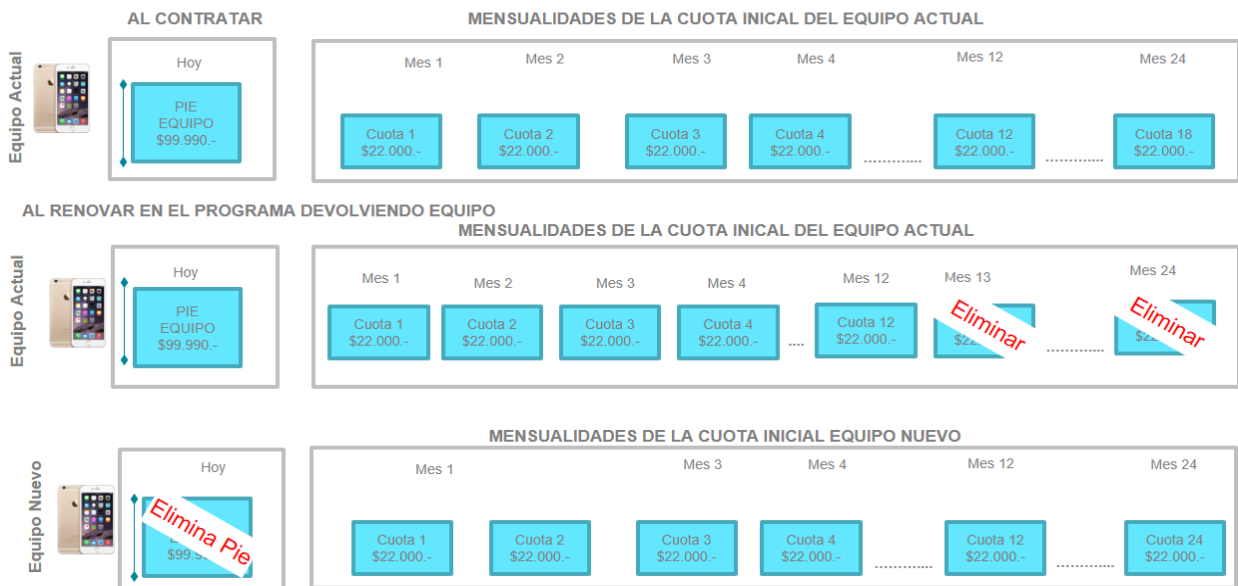 AL CONTRATAR
MENSUALIDADES DE LA CUOTA INICAL DEL EQUIPO ACTUAL
Equipo Actual
Hoy
PIE
EQUIPO
$99.990.-
Mes 1
Mes 2
Mes 3
Mes 4
Mes 12
Mes 24
Cuota 1
$22.000.-
Cuota 2
$22.000.-
Cuota 3
$22.000.-
Cuota 4
$22.000.-
............
Cuota 12
$22.000.-
............
Cuota 18
$22.000.-
AL RENOVAR EN EL PROGRAMA DEVOLVIENDO EQUIPO
MENSUALIDADES DE LA CUOTA INICAL DEL EQUIPO ACTUAL
Equipo Actual
Hoy
PIE
EQUIPO
$99.990.-
Mes 1
Mes 2
Mes 3
Mes 4
Mes 12
Mes 13
Mes 24
Cuota 1
$22.000.-
Cuota 2
$22.000.-
Cuota 3
$22.000.-
Cuota 4
$22.000.-
....
Cuota 12
$22.000.-
Eliminar
............
Eliminar
MENSUALIDADES DE LA CUOTA INICIAL EQUIPO NUEVO
Equipo Nuevo
Hoy
Elimina Pie
Mes 1
Mes 3
Mes 4
Mes 12
Mes 24
Cuota 1
$22.000.-
Cuota 2
$22.000.-
Cuota 3
$22.000.-
Cuota 4
$22.000.-
............
Cuota 12
$22.000.-
............
Cuota 24
$22.000.-